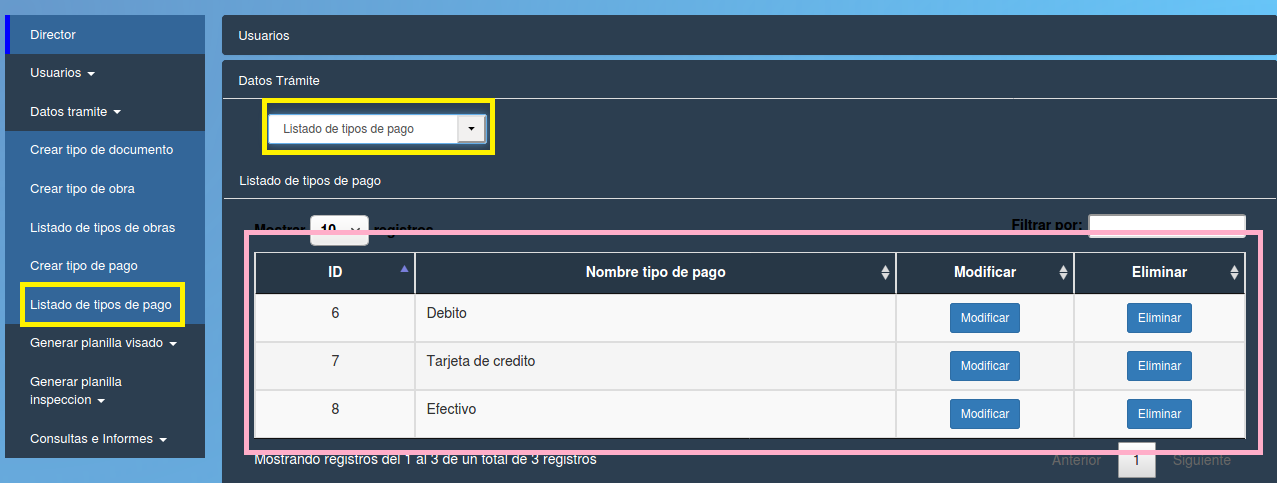 Director
Usuarios
Datos tramite
Crear tipo de documento
Crear tipo de obra
Listado de tipos de obras
Crear tipo de pago
Listado de tipos de pago
Generar planilla visado
Generar planilla
inspeccion
Consultas e Informes
Usuarios
Datos Trámite
Listado de tipos de pago
Listado de tipos de pago
Mostrar 10 registros Filtrar por:
ID Nombre tipo de pago Modificar Eliminar
6 Debito Modificar Eliminar
7 Tarjeta de credito Modificar Eliminar
8 Efectivo Modificar Eliminar
Mostrando registros del 1 al 3 de un total de 3 registros Anterior 1 Siguiente